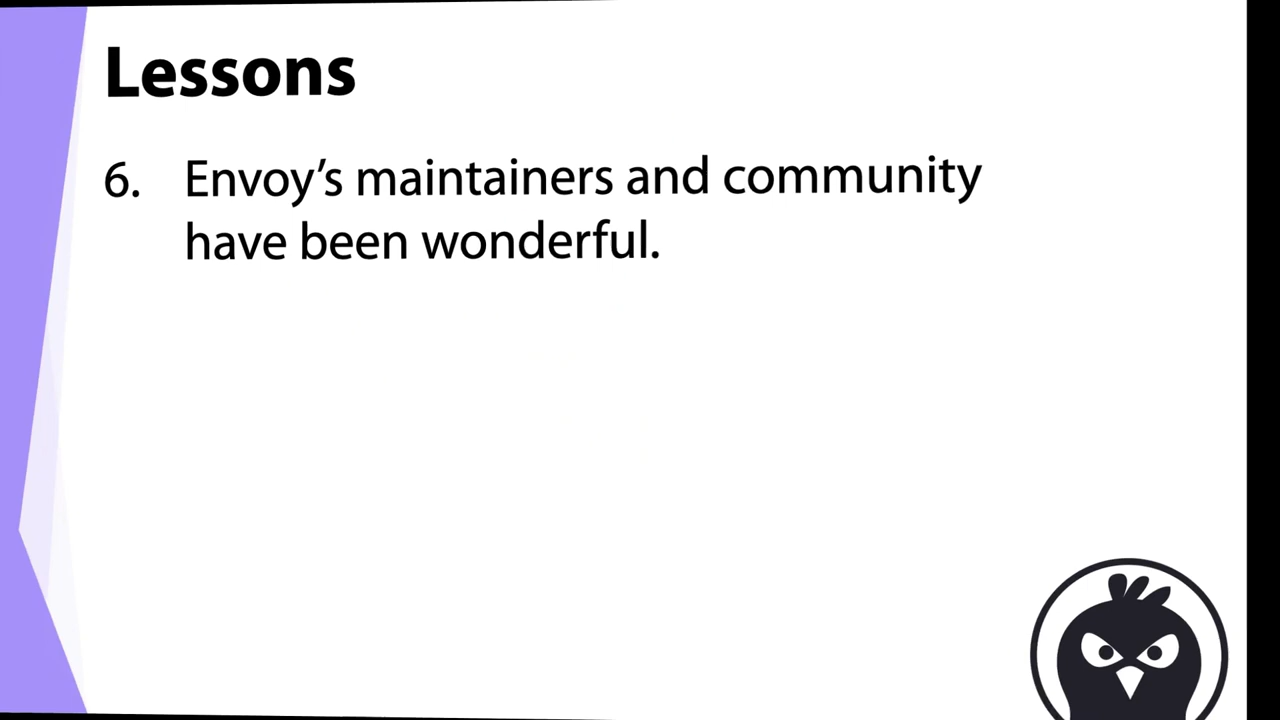 Lessons
6. Envoy’s maintainers and community
have been wonderful.